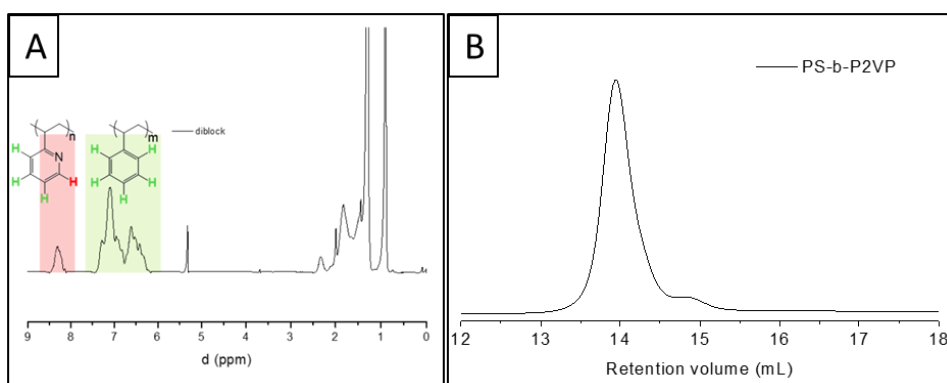 A
n
m
diblock
H
H
N
H
H
H
H
H
H
H
9 8 7 6 5 4 3 2 1 0
d (ppm)
B
PS-b-P2VP
12 13 14 15 16 17 18
Retention volume (mL)